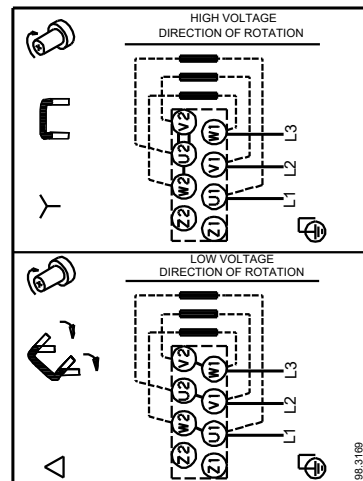 HIGH VOLTAGE
DIRECTION OF ROTATION
V2
W1
L3
U2
V1
L2
W2
U1
L1
Z2
Z1
LOW VOLTAGE
DIRECTION OF ROTATION
V2
W1
L3
U2
V1
L2
W2
U1
L1
Z2
Z1
98.3169